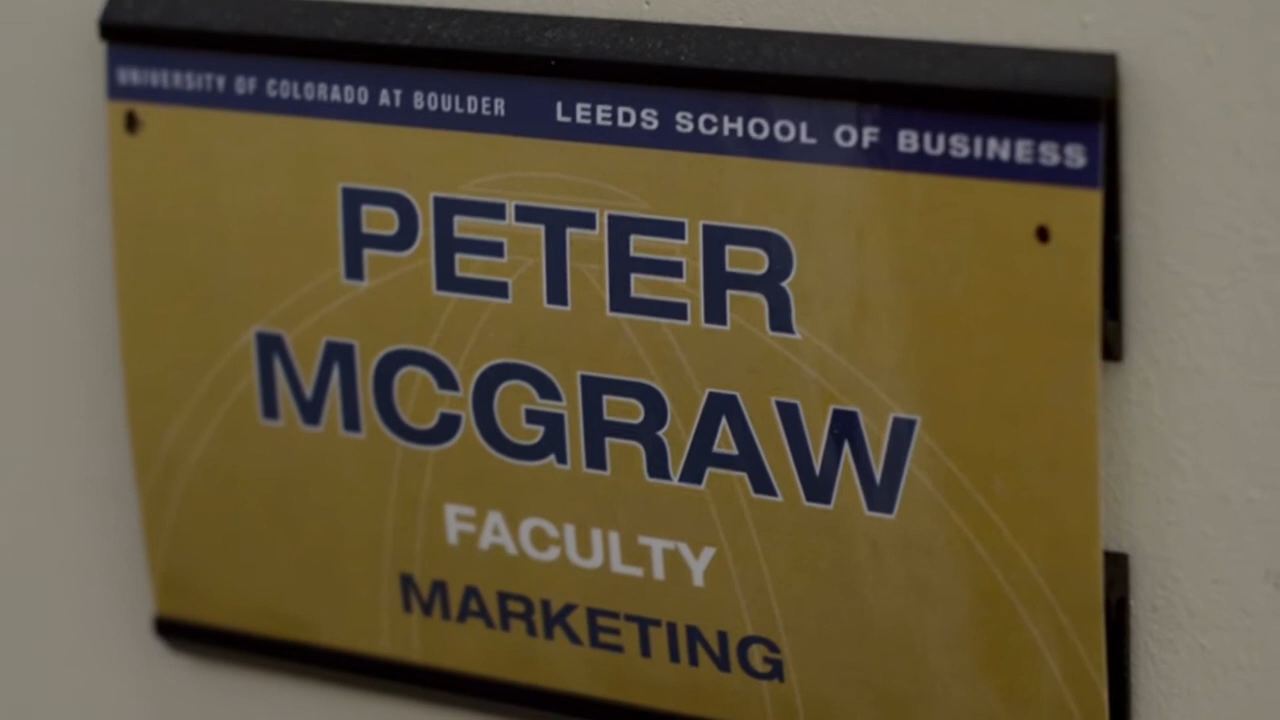 UNIVERSITY OF COLORADO AT BOULDER LEEDS SCHOOL OF BUSINESS
PETER
MCGRAW
FACULTY
MARKETING